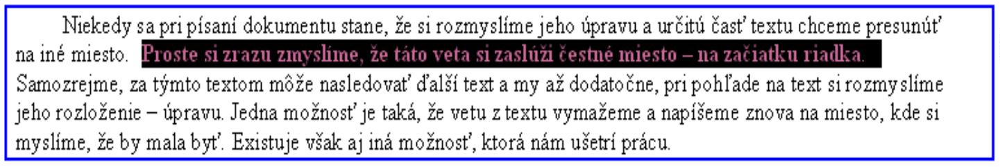 Niekedy sa pri písaní dokumentu stane, že si rozmyslíme jeho úpravu a určitú časť textu chceme presunúť
na iné miesto. Proste si zrazu zmyslíme, že táto veta si zaslúži čestné miesto – na začiatku riadka.
Samozrejme, za týmto textom môže nasledovať ďalší text a my až dodatočne, pri pohľade na text si rozmyslíme
jeho rozloženie – úpravu. Jedna možnosť je taká, že vetu z textu vymažeme a napíšeme znova na miesto, kde si
myslíme, že by mala byť. Existuje však aj iná možnosť, ktorá nám ušetrí prácu.